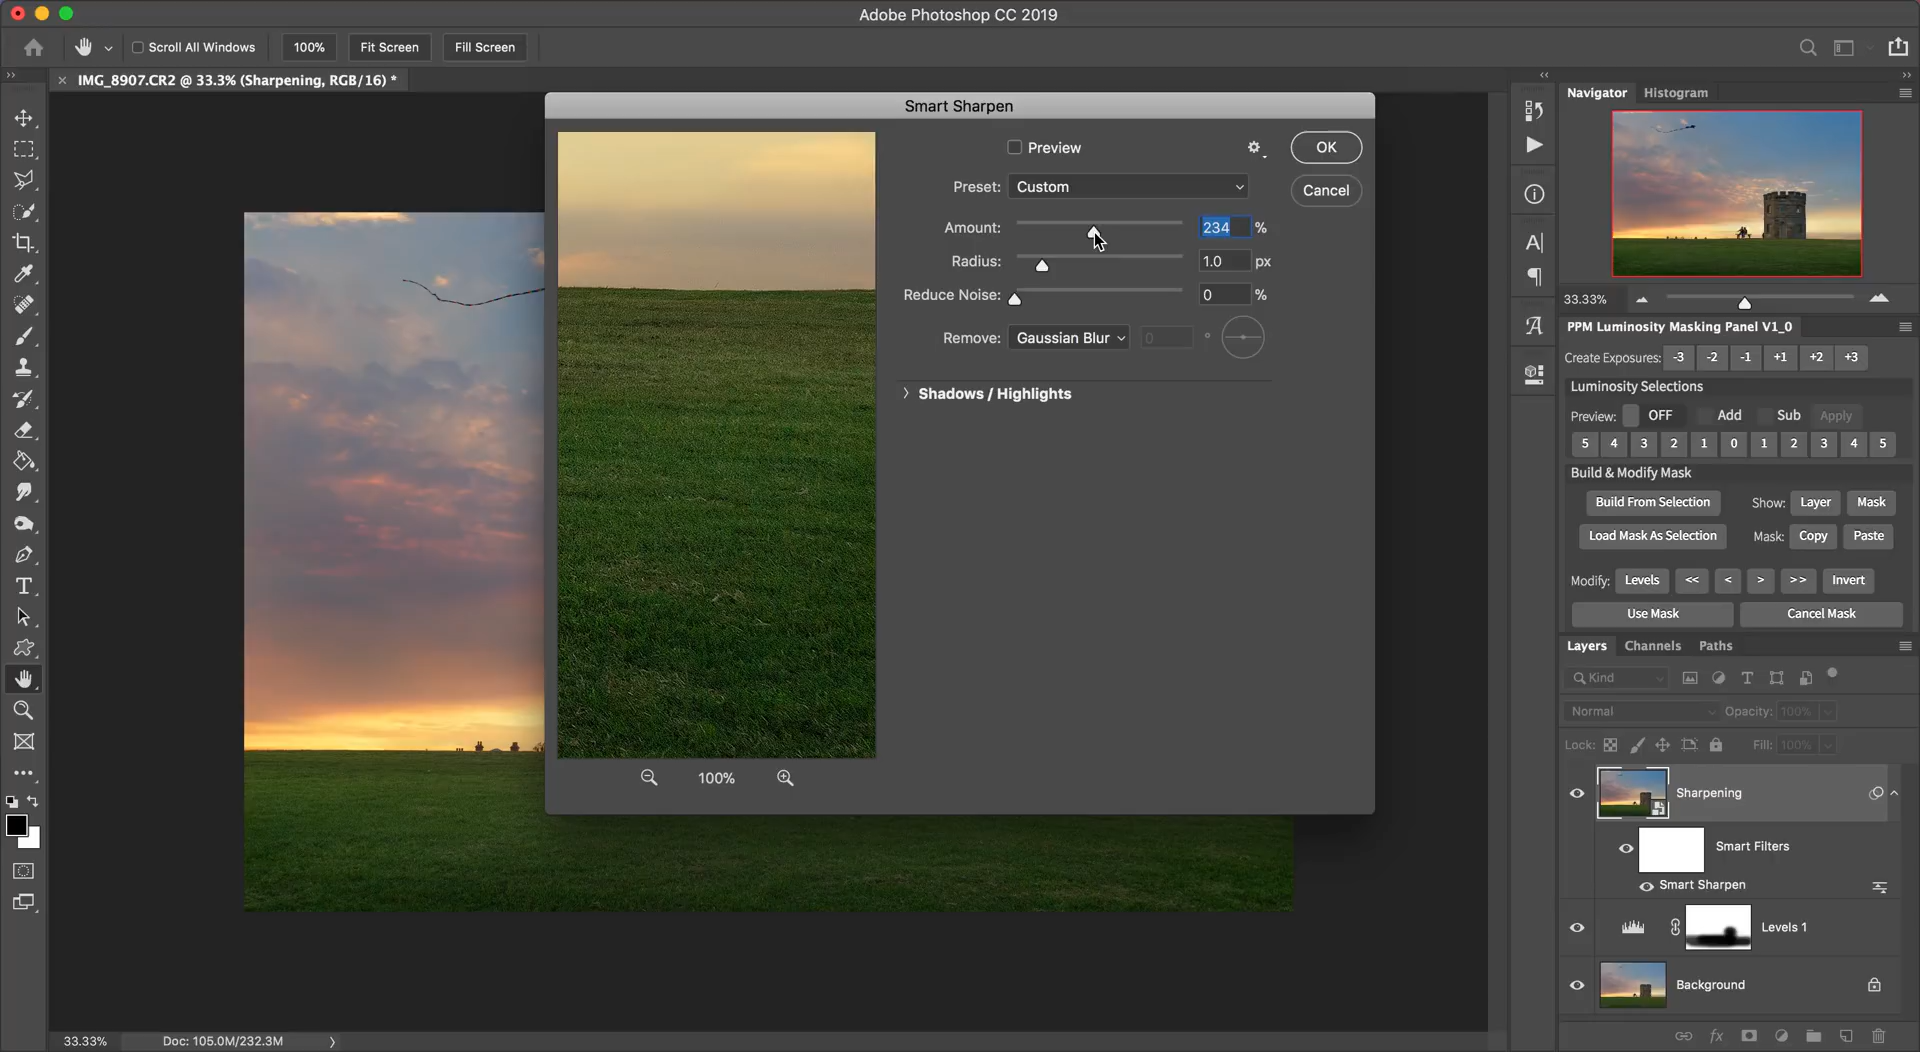 Adobe Photoshop CC 2019
Scroll All Windows
100%
Fit Screen
Fill Screen
IMG_8907.CR2 @ 33.3% (Sharpening, RGB/16) *
Smart Sharpen
Preview
OK
Preset: Custom
Cancel
Amount: 234 %
Radius: 1.0 px
Reduce Noise: 0 %
Remove: Gaussian Blur 0 °
Shadows / Highlights
100%
Navigator
Histogram
33.33%
PPM Luminosity Masking Panel V1_0
Create Exposures: -3 -2 -1 +1 +2 +3
Luminosity Selections
Preview: OFF Add Sub Apply
5 4 3 2 1 0 1 2 3 4 5
Build & Modify Mask
Build From Selection Show: Layer Mask
Load Mask As Selection Mask: Copy Paste
Modify: Levels << < > >> Invert
Use Mask Cancel Mask
Layers Channels Paths
Kind
Normal Opacity: 100%
Lock: Fill: 100%
Sharpening
Smart Filters
Smart Sharpen
Levels 1
Background
fx
33.33% Doc: 105.0M/232.3M